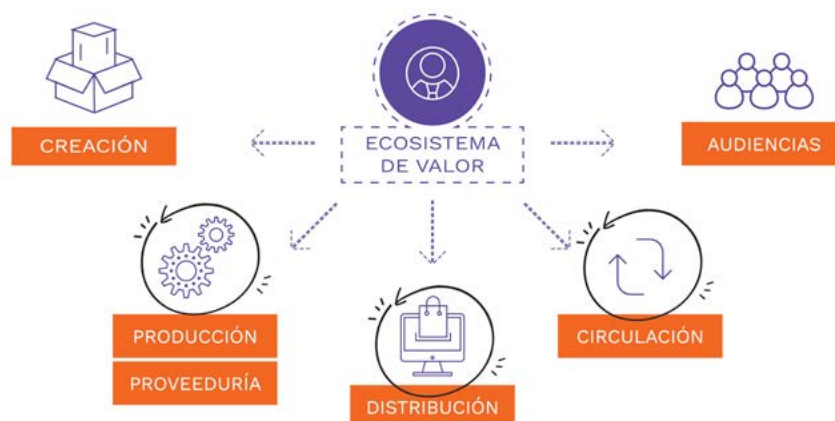 ECOSISTEMA
DE VALOR
CREACIÓN
AUDIENCIAS
PRODUCCIÓN
PROVEEDURÍA
DISTRIBUCIÓN
CIRCULACIÓN